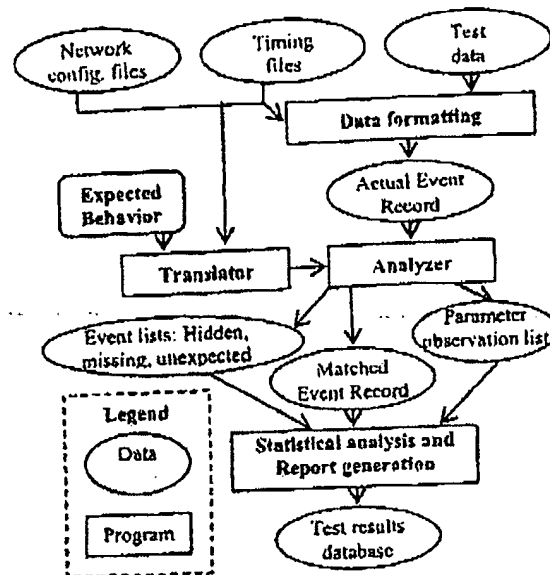 Network
config. files
Timing
files
Test
data
Data formatting
Expected
Behavior
Actual Event
Record
Translator
Analyzer
Event lists: Hidden,
missing, unexpected
Parameter
observation list
Matched
Event Record
Legend
Data
Statistical analysis and
Report generation
Program
Test results
database